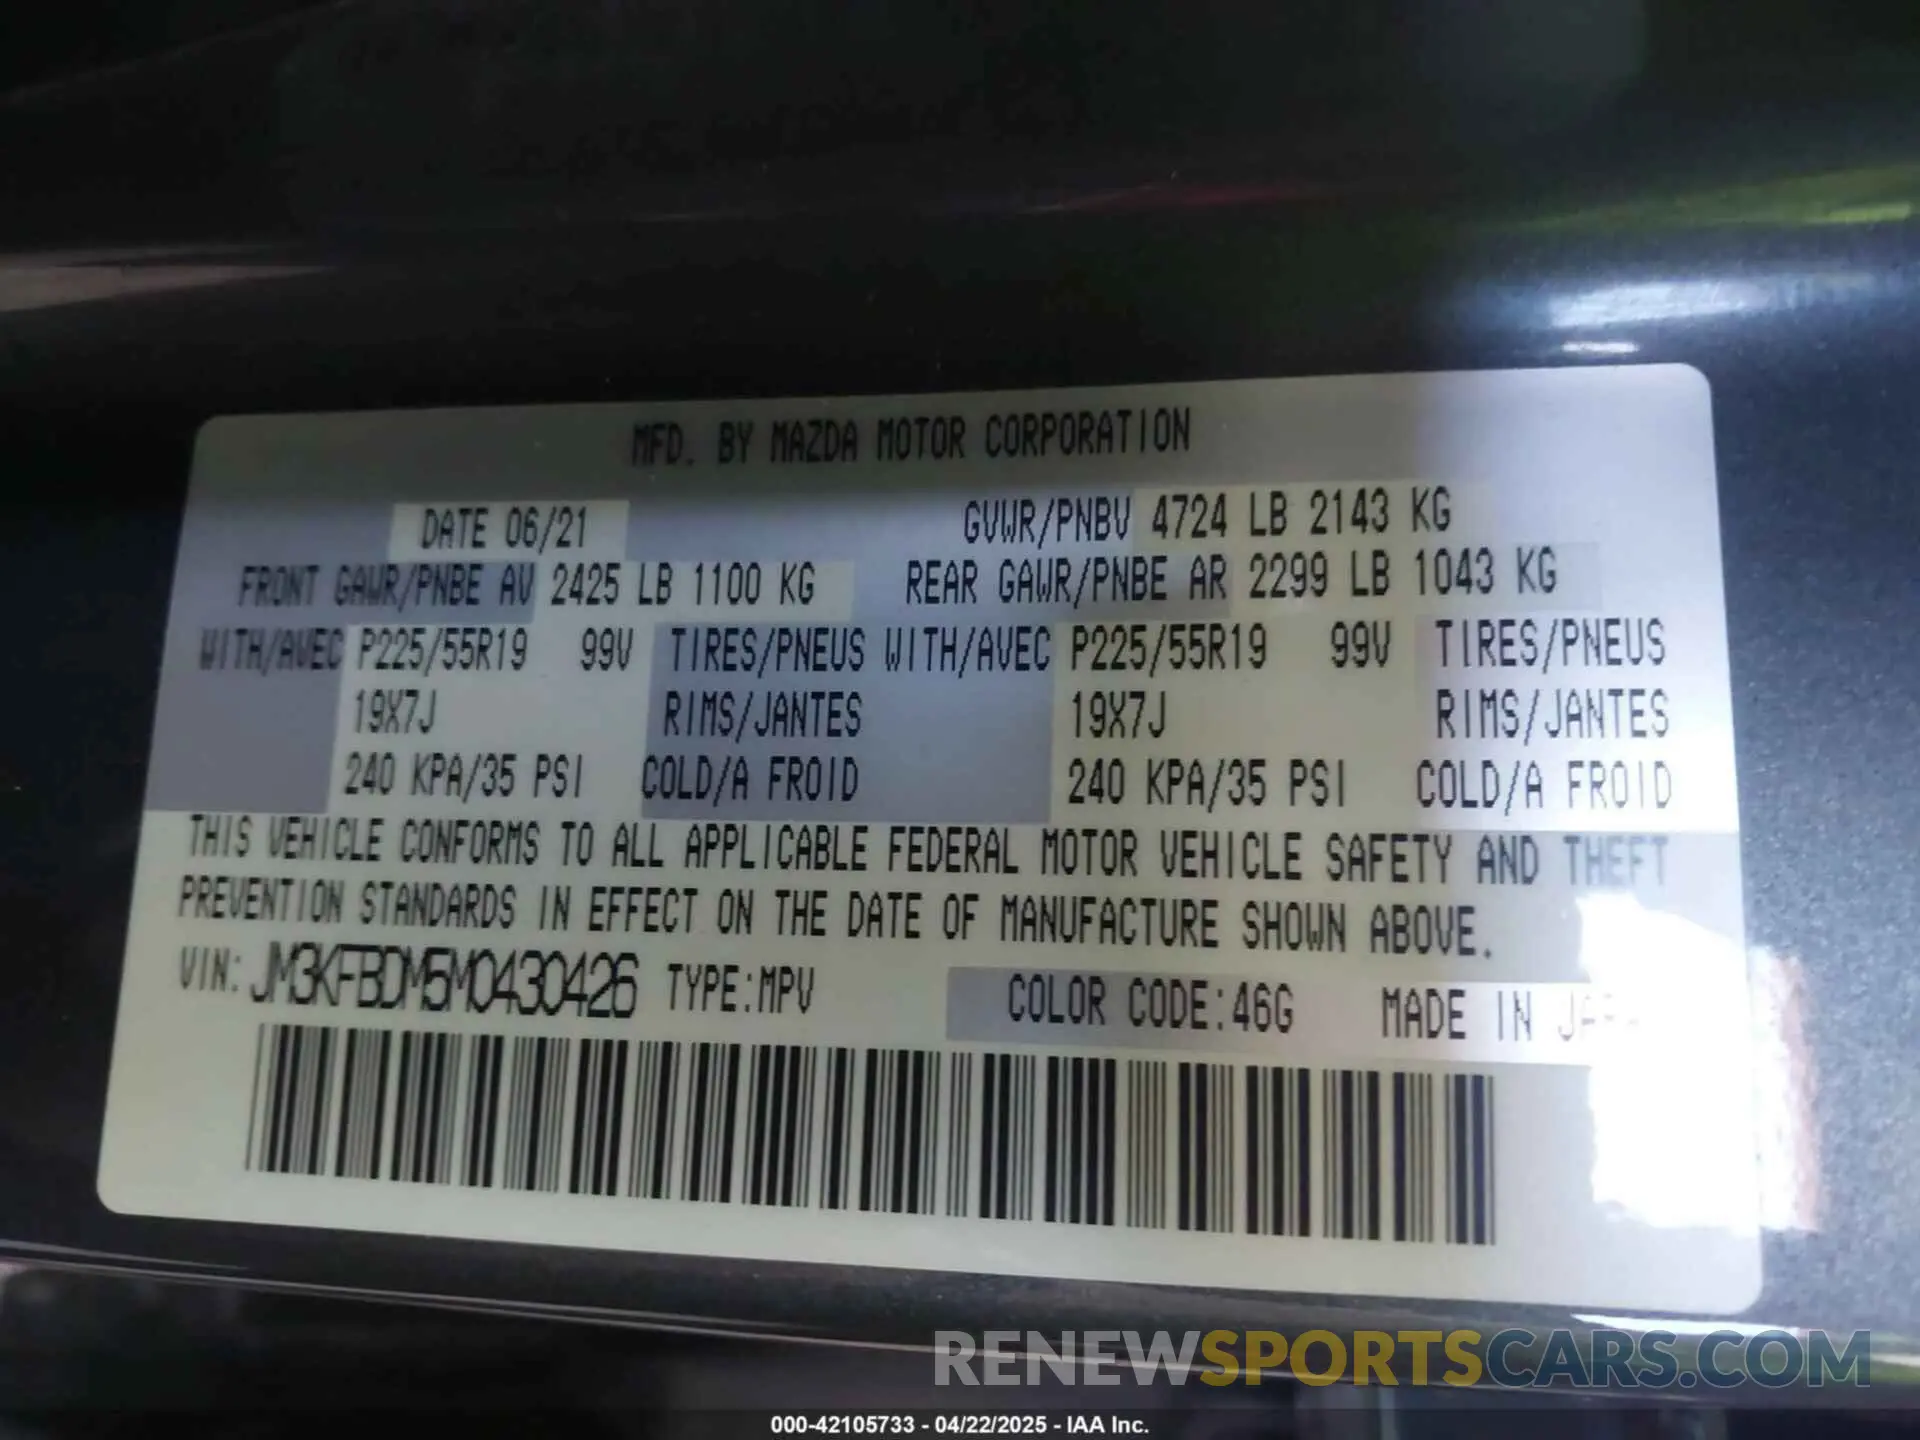 MFD. BY MAZDA MOTOR CORPORATION
DATE 06/21 GVWR/PNBV 4724 LB 2143 KG
FRONT GAWR/PNBE AV 2425 LB 1100 KG REAR GAWR/PNBE AR 2299 LB 1043 KG
WITH/AVEC P225/55R19 99V TIRES/PNEUS WITH/AVEC P225/55R19 99V TIRES/PNEUS
19X7J RIMS/JANTES 19X7J RIMS/JANTES
240 KPA/35 PSI COLD/A FROID 240 KPA/35 PSI COLD/A FROID
THIS VEHICLE CONFORMS TO ALL APPLICABLE FEDERAL MOTOR VEHICLE SAFETY AND THEFT
PREVENTION STANDARDS IN EFFECT ON THE DATE OF MANUFACTURE SHOWN ABOVE.
VIN: JM3KFBDM5M0430426 TYPE:MPV COLOR CODE:46G MADE IN
RENEWSPORTSCARS.COM
000-42105733 - 04/22/2025 - IAA Inc.